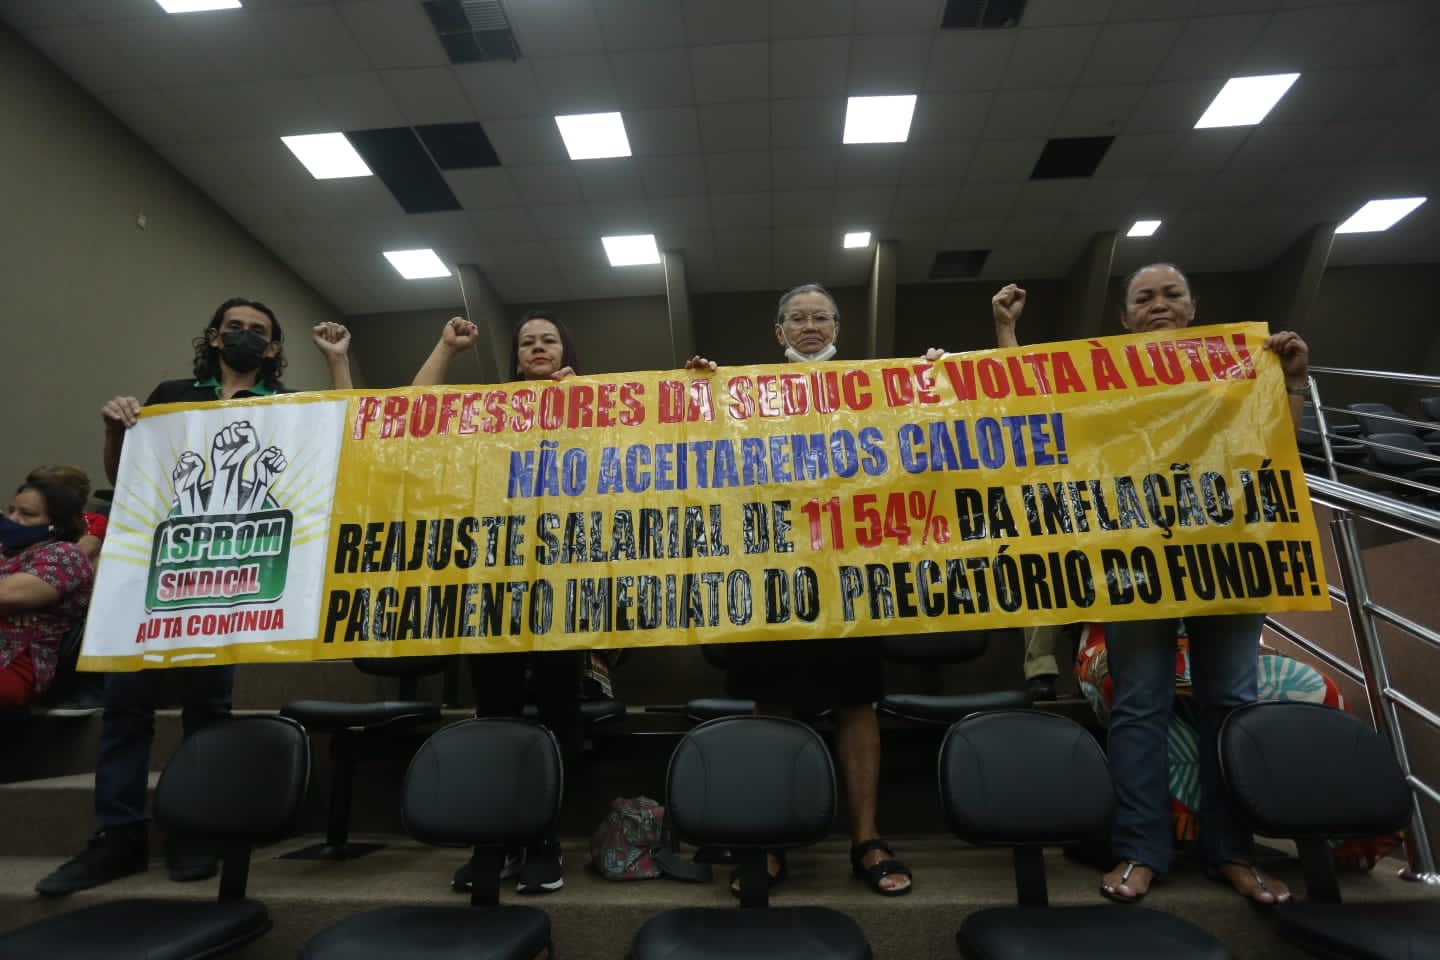 PROFESSORES DA SEDUC DE VOLTA À LUTA!
NÃO ACEITAREMOS CALOTE!
REAJUSTE SALARIAL DE 11 54% DA INFLAÇÃO JÁ!
PAGAMENTO IMEDIATO DO PRECATÓRIO DO FUNDEF!
ASPROM
SINDICAL
A LUTA CONTINUA